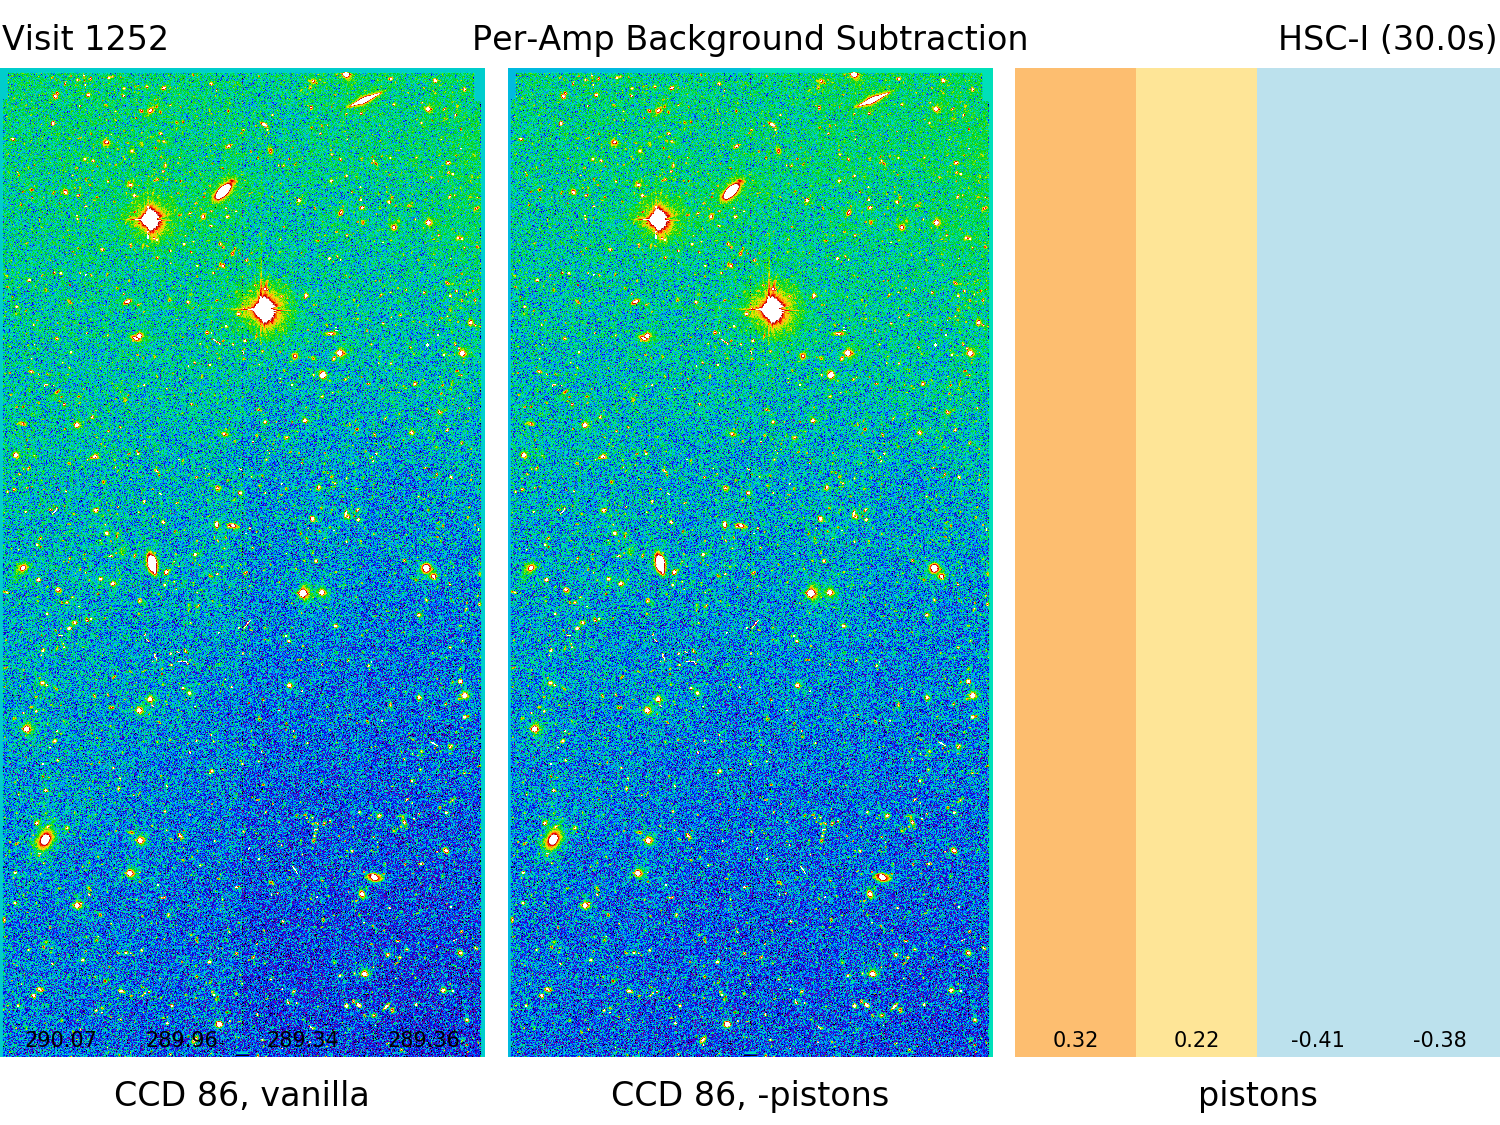 Visit 1252 Per-Amp Background Subtraction HSC-I (30.0s)
290.07 289.96 289.34 289.36 0.32 0.22 -0.41 -0.38
CCD 86, vanilla CCD 86, -pistons pistons